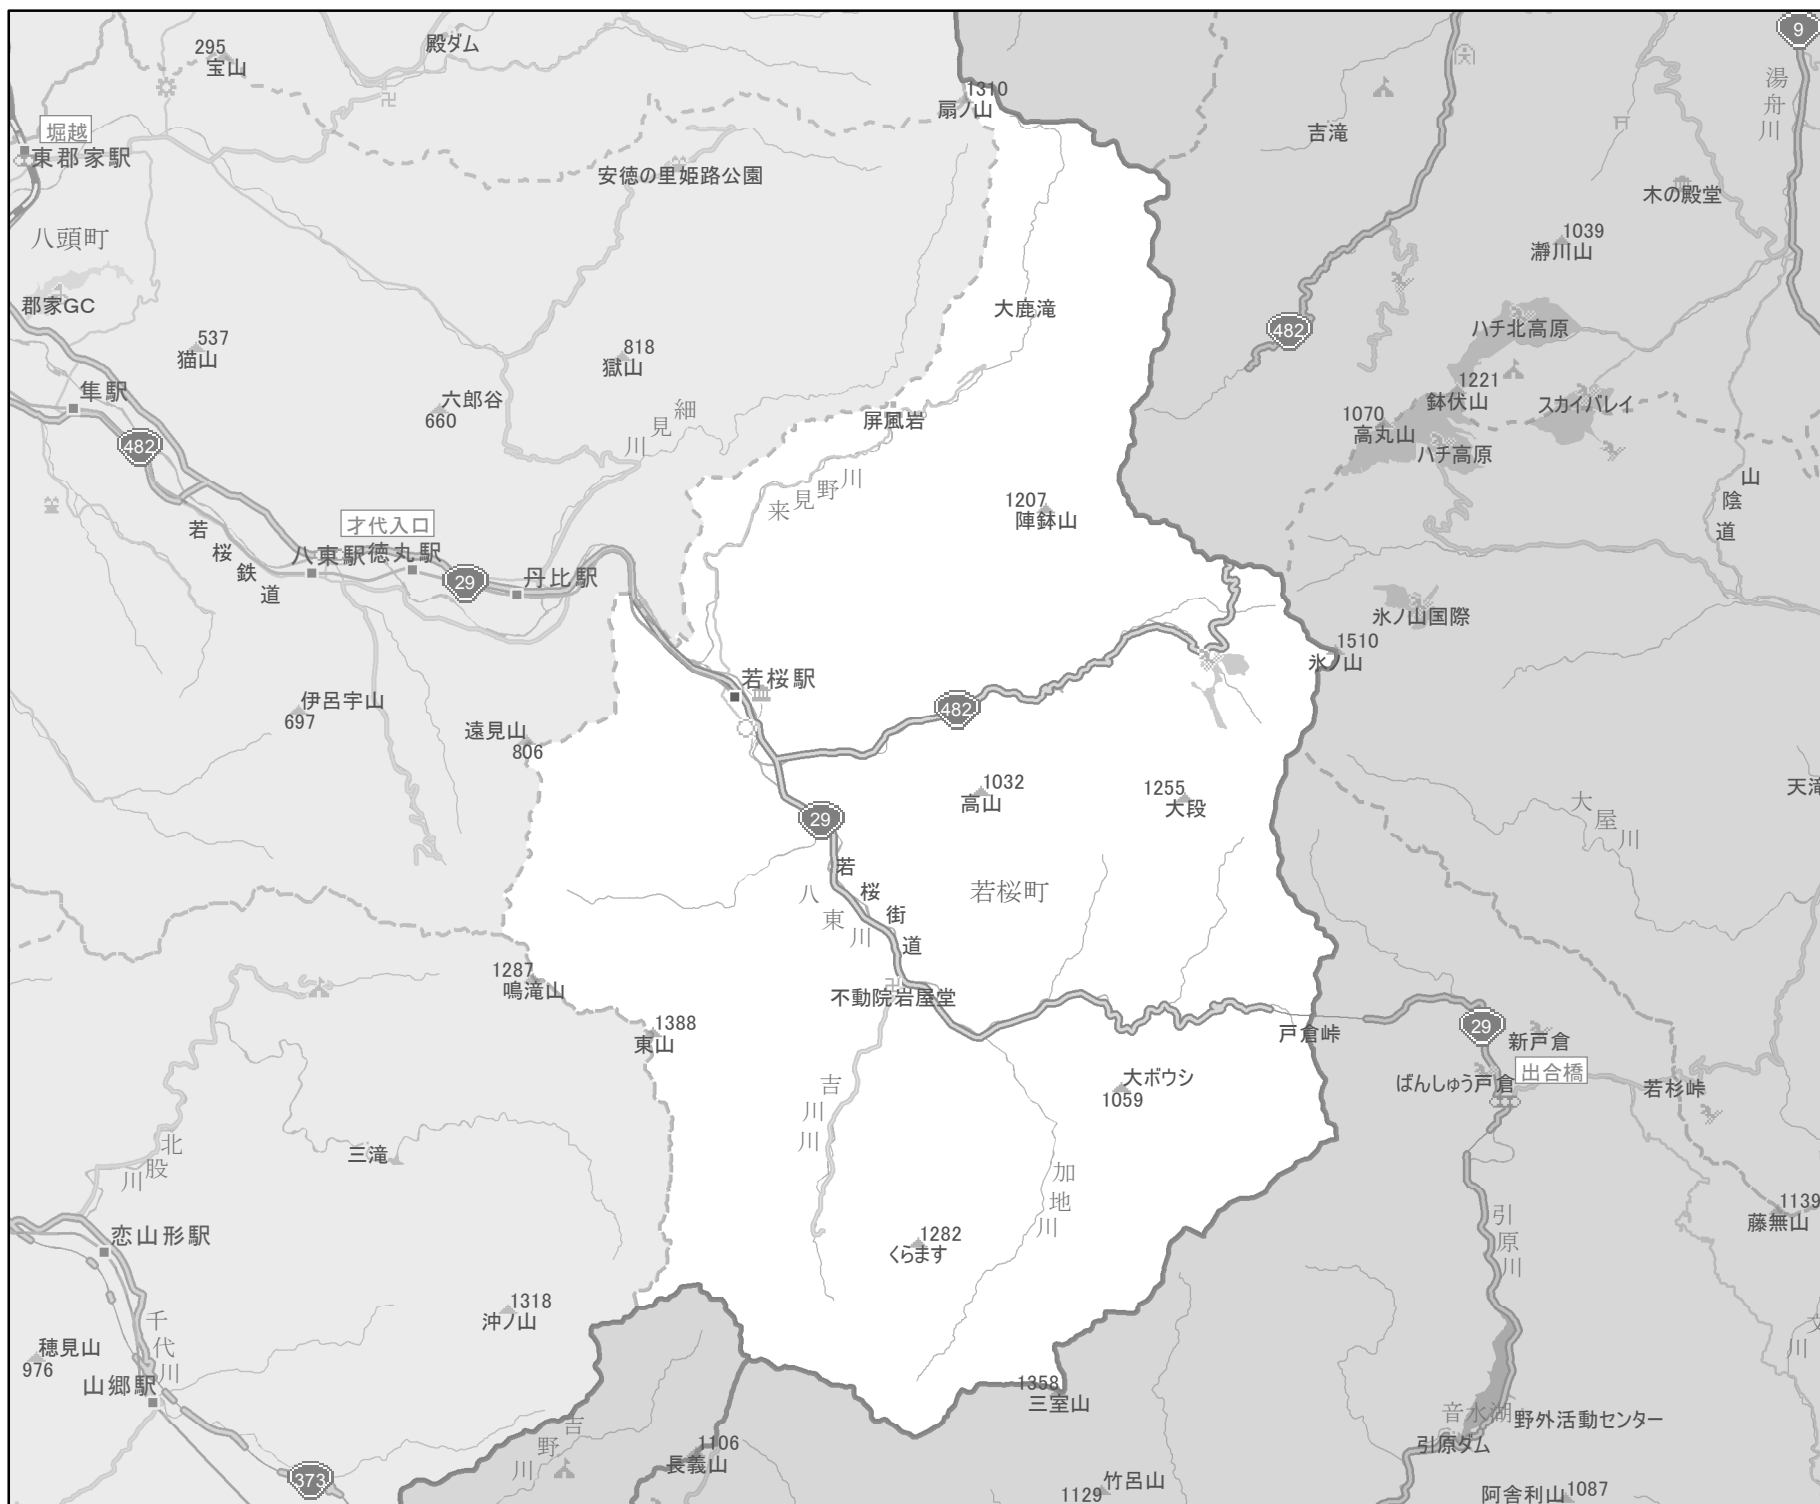 295
宝山
殿ダム
1310
扇ノ山
9
湯舟川
堀越
東郡家駅
吉滝
安徳の里姫路公園
木の殿堂
八頭町
1039
瀞川山
郡家GC
大鹿滝
482
ハチ北高原
537
猫山
818
獄山
1221
鉢伏山
スカイバレイ
隼駅
六郎谷
660
細見川
屏風岩
1070
高丸山
ハチ高原
482
来見野川
1207
陣鉢山
山陰道
才代入口
若桜鉄道
八東駅
徳丸駅
29
丹比駅
氷ノ山国際
1510
氷ノ山
若桜駅
伊呂宇山
697
遠見山
806
482
1032
高山
1255
大段
天滝
大屋川
29
若桜街道
八東川
若桜町
1287
鳴滝山
不動院岩屋堂
1388
東山
戸倉峠
29
新戸倉
出合橋
ばんしゅう戸倉
若杉峠
大ボウシ
1059
吉川川
北股川
三滝
加地川
1139
藤無山
引原川
恋山形駅
1282
くらます
1318
沖ノ山
千代川
穂見山
976
山郷駅
1358
三室山
音水湖
野外活動センター
引原ダム
吉野川
1106
長義山
373
竹呂山
1129
阿舎利山
1087